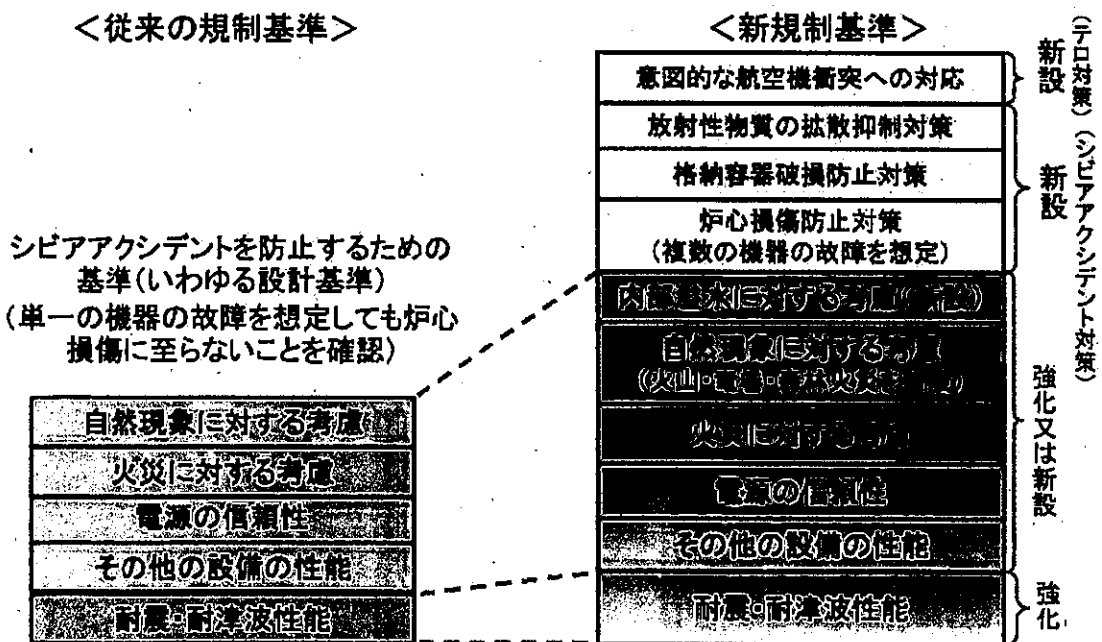 ＜従来の規制基準＞
シビアアクシデントを防止するための
基準(いわゆる設計基準)
(単一の機器の故障を想定しても炉心
損傷に至らないことを確認)
自然現象に対する考慮
火災に対する考慮
電源の信頼性
その他の設備の性能
耐震・耐津波性能
＜新規制基準＞
意図的な航空機衝突への対応
放射性物質の拡散抑制対策
格納容器破損防止対策
炉心損傷防止対策
(複数の機器の故障を想定)
内部溢水に対する考慮(新設)
自然現象に対する考慮
(火山・竜巻・森林火災を新設)
火災に対する考慮
電源の信頼性
その他の設備の性能
耐震・耐津波性能
新設
(テロ対策)
新設
(シビアアクシデント対策)
強化又は新設
強化